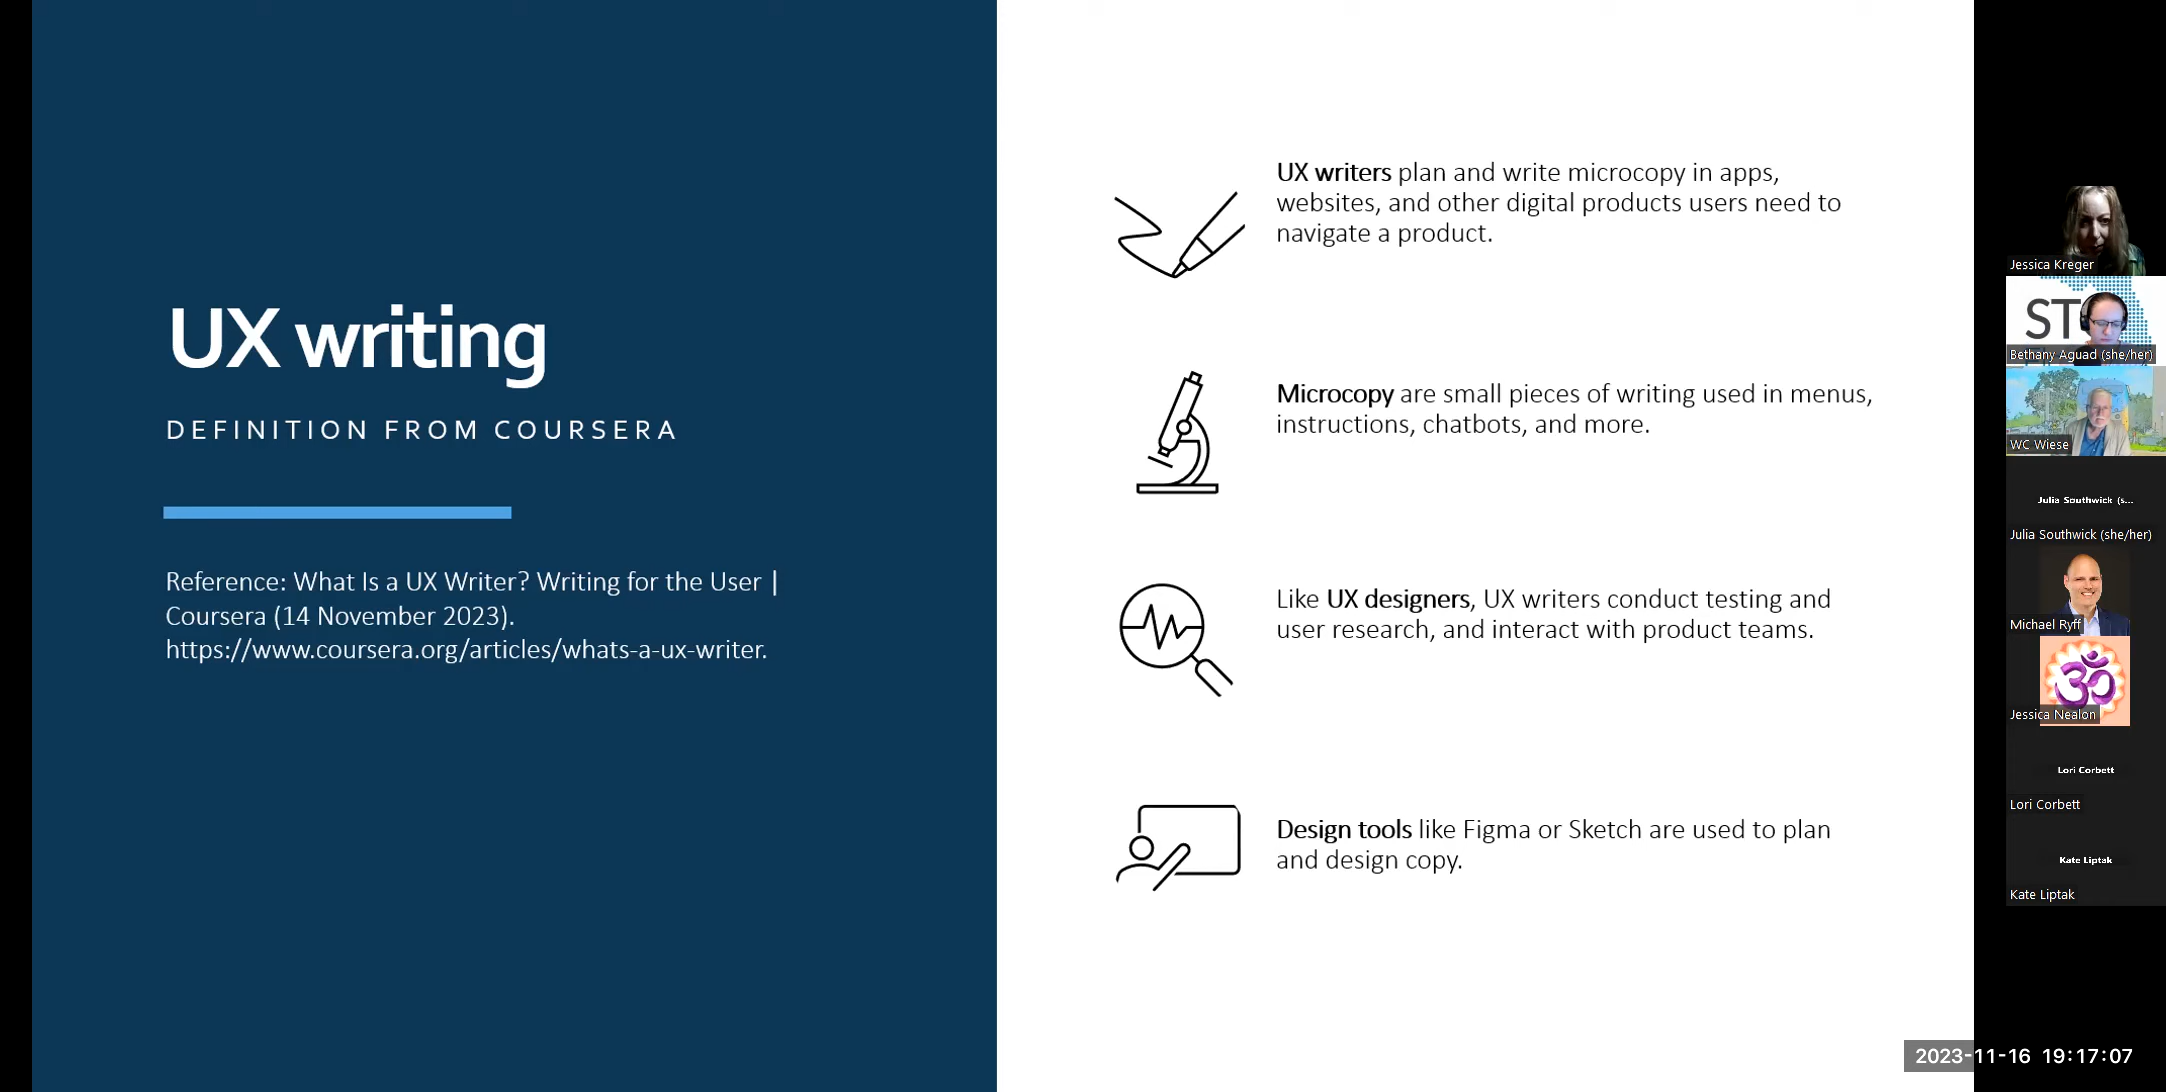 UX writing
DEFINITION FROM COURSERA
Reference: What Is a UX Writer? Writing for the User |
Coursera (14 November 2023).
https://www.coursera.org/articles/whats-a-ux-writer.
UX writers plan and write microcopy in apps,
websites, and other digital products users need to
navigate a product.
Microcopy are small pieces of writing used in menus,
instructions, chatbots, and more.
Like UX designers, UX writers conduct testing and
user research, and interact with product teams.
Design tools like Figma or Sketch are used to plan
and design copy.
Jessica Kreger
ST
Bethany Aguad (she/her)
WC Wiese
Julia Southwick (s...
Julia Southwick (she/her)
Michael Ryff
ॐ
Jessica Nealon
Lori Corbett
Lori Corbett
Kate Liptak
Kate Liptak
2023-11-16 19:17:07